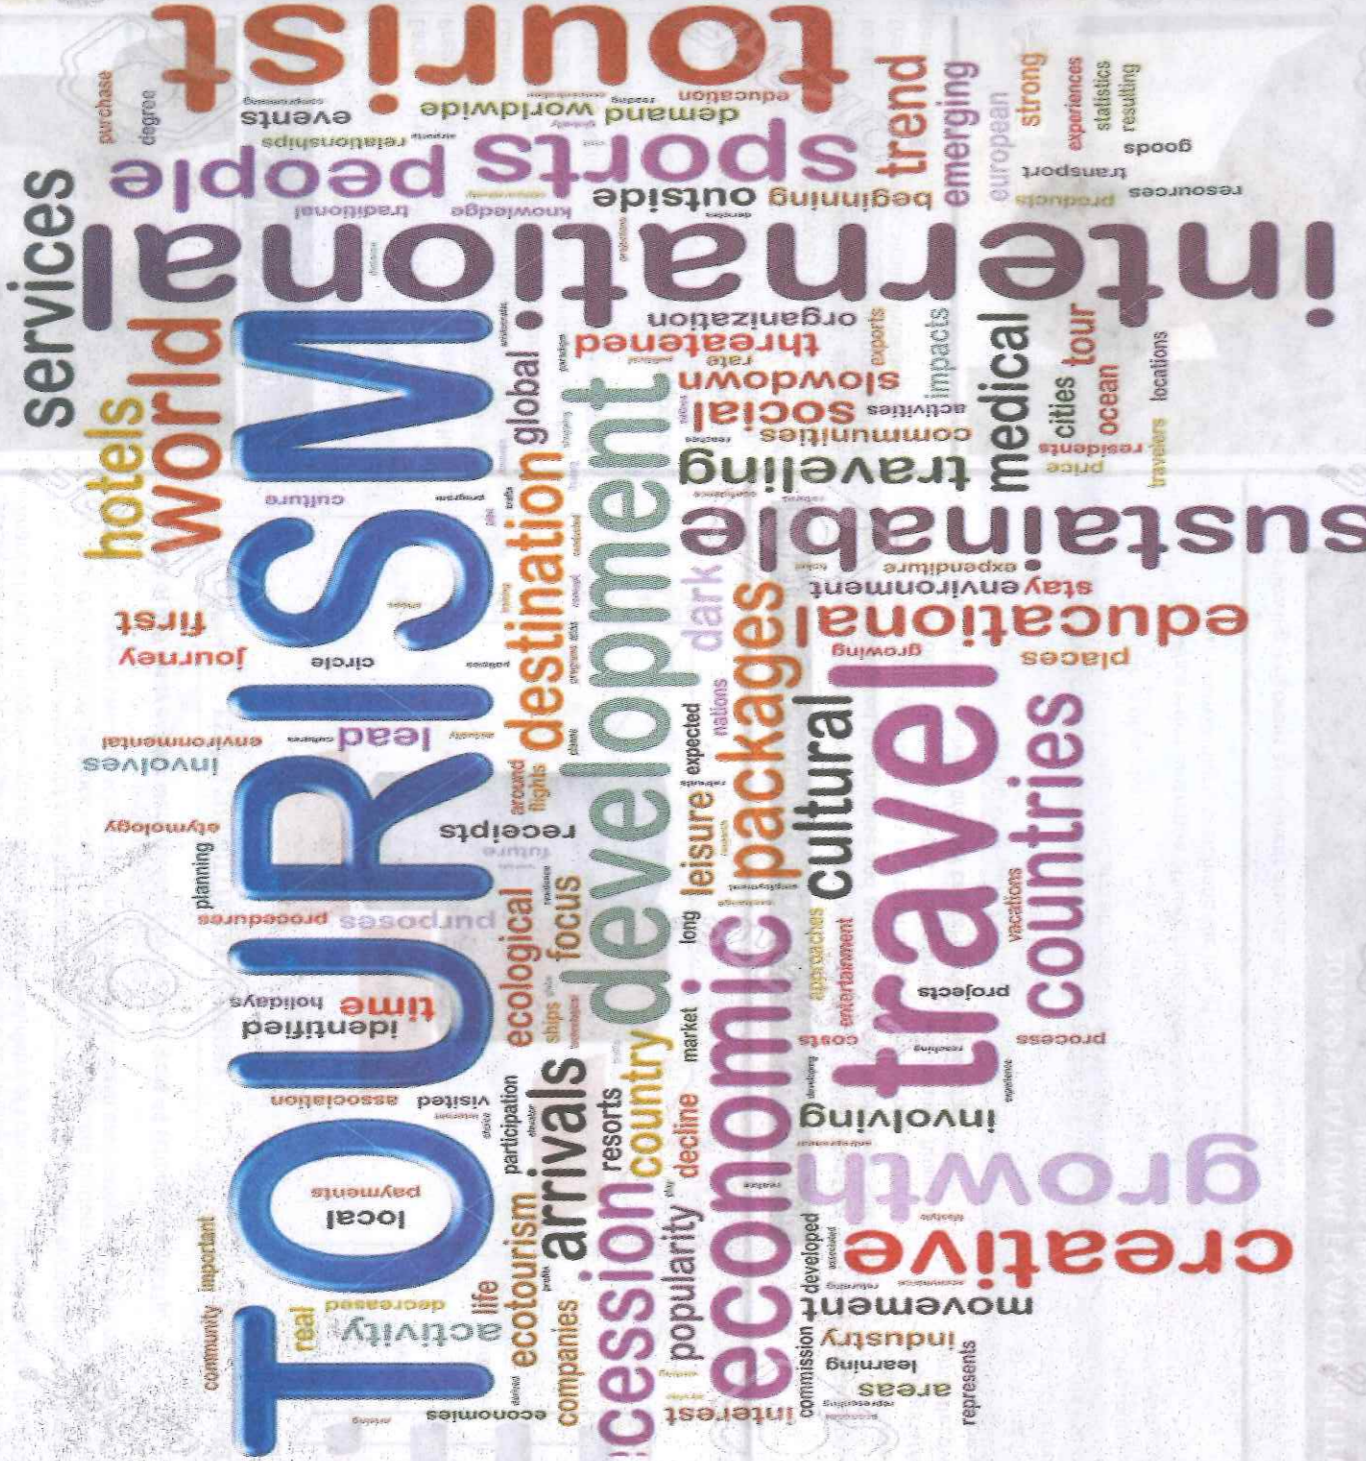 tourist
purchase
degree
events
worldwide
demand
education
relationships
people
sports
trend
emerging
european
strong
experiences
statistics
resulting
goods
transport
resources
products
services
traditional
knowledge
outside
beginning
international
hotels
world
TOURISM
global
organization
threatened
rate
slowdown
social
activities
communities
traveling
exports
impacts
medical
cities
tour
ocean
residents
price
travelers
locations
culture
program
destination
development
sustainable
expenditure
stay
environment
educational
growing
places
dark
packages
first
journey
circle
policies
lead
cultures
environmental
involves
etymology
planning
procedures
purposes
receipts
future
around
flights
nations
expected
leisure
cultural
travel
countries
vacations
approaches
entertainment
projects
process
costs
long
market
economic
focus
ecological
ships
holidays
time
identified
association
visited
participation
arrivals
resorts
country
decline
popularity
involving
growth
creative
payments
local
important
community
real
decreased
activity
life
ecotourism
companies
economies
cession
interest
commission
developed
movement
industry
learning
areas
represents